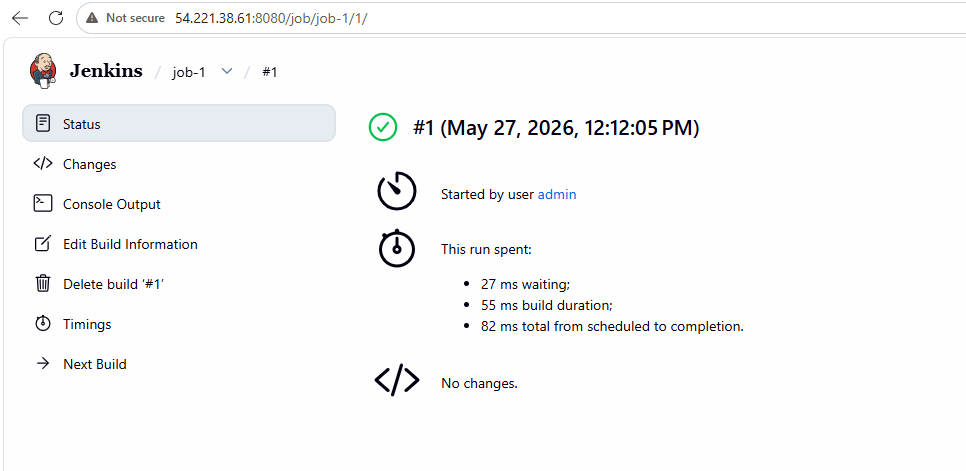 Not secure 54.221.38.61:8080/job/job-1/1/
Jenkins / job-1 / #1
Status
Changes
Console Output
Edit Build Information
Delete build ‘#1’
Timings
Next Build
#1 (May 27, 2026, 12:12:05 PM)
Started by user admin
This run spent:
27 ms waiting;
55 ms build duration;
82 ms total from scheduled to completion.
No changes.